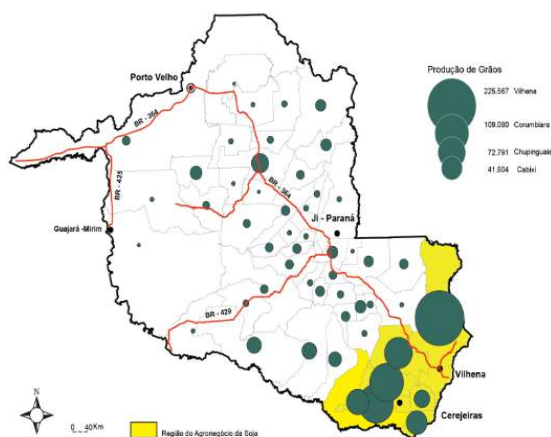 Porto Velho
BR - 364
BR - 425
Guajará -Mirim
BR - 364
Ji - Paraná
BR - 429
Vilhena
Cerejeiras
Produção de Grãos
225.567 Vilhena
109.080 Corumbiara
72.791 Chupinguaia
41.804 Cabixi
N
0 40Km
Região do Agronegócio da Soja